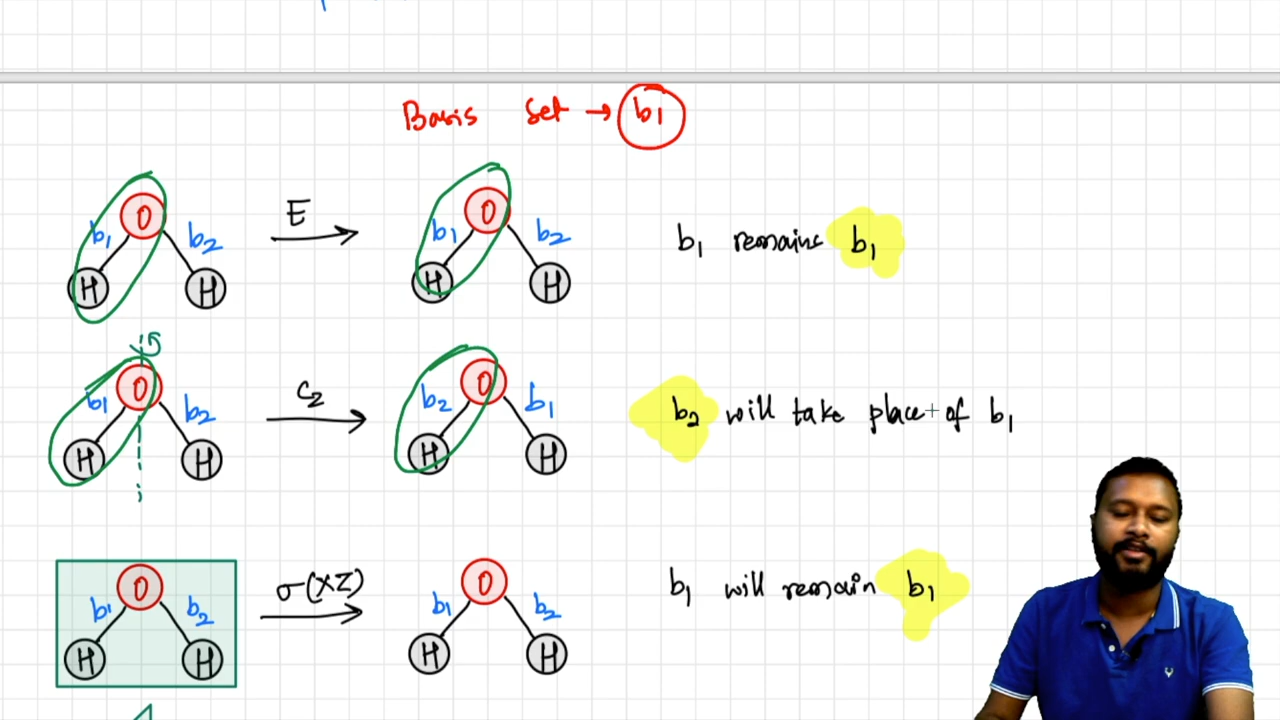 Basis Set → b1
O
b1 b2
H H
E
O
b1 b2
H H
b1 remains b1
O
b1 b2
H H
C2
O
b2 b1
H H
b2 will take place of b1
O
b1 b2
H H
σ(XZ)
O
b1 b2
H H
b1 will remain b1